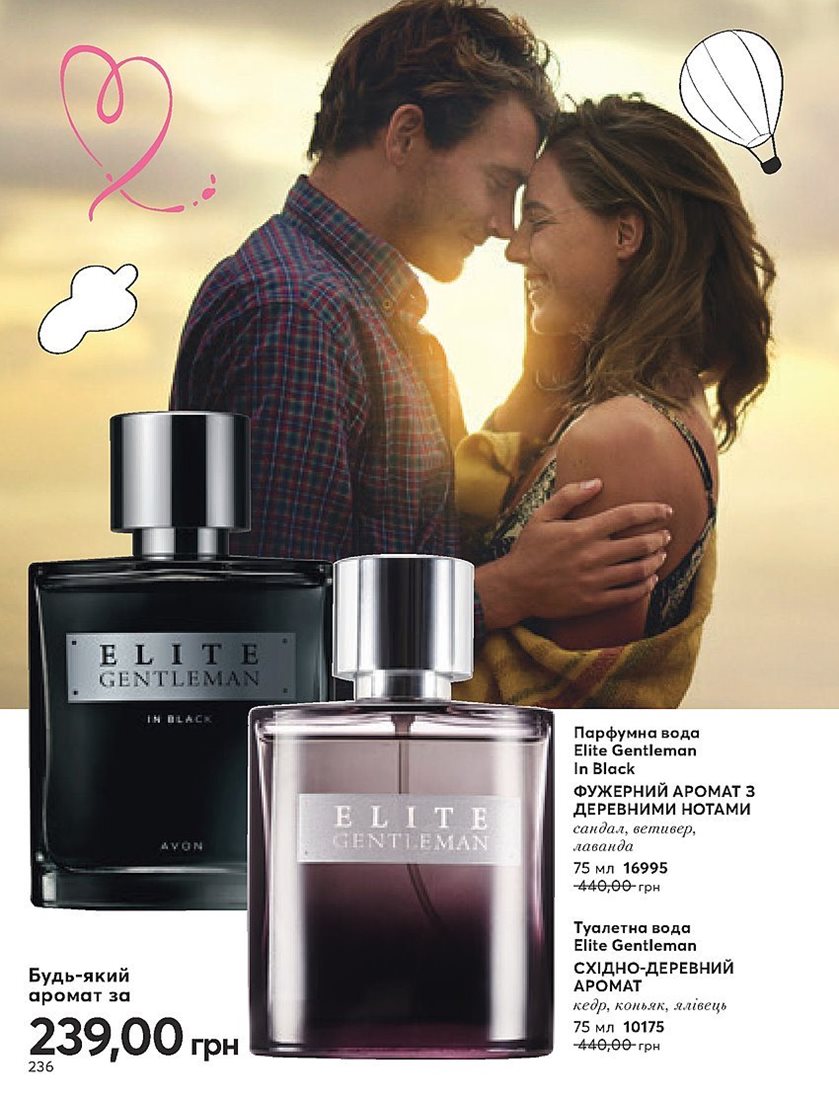 ELITE
GENTLEMAN
IN BLACK
AVON
ELITE
GENTLEMAN
Парфумна вода
Elite Gentleman
In Black
ФУЖЕРНИЙ АРОМАТ З
ДЕРЕВНИМИ НОТАМИ
сандал, ветивер,
лаванда
75 мл 16995
440,00 грн
Туалетна вода
Elite Gentleman
СХІДНО-ДЕРЕВНИЙ
АРОМАТ
кедр, коньяк, ялівець
75 мл 10175
440,00 грн
Будь-який
аромат за
239,00 грн
236